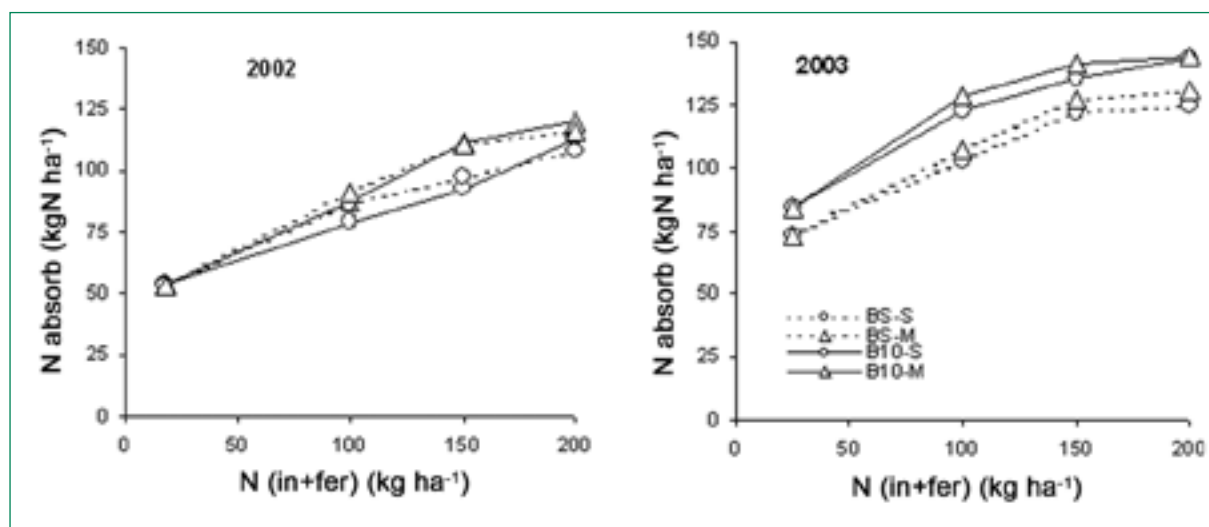 2002
150
125
100
75
50
25
0
N absorb (kgN ha⁻¹)
0 50 100 150 200
N (in+fer) (kg ha⁻¹)
2003
150
125
100
75
50
25
0
N absorb (kgN ha⁻¹)
BS-S
BS-M
B10-S
B10-M
0 50 100 150 200
N (in+fer) (kg ha⁻¹)